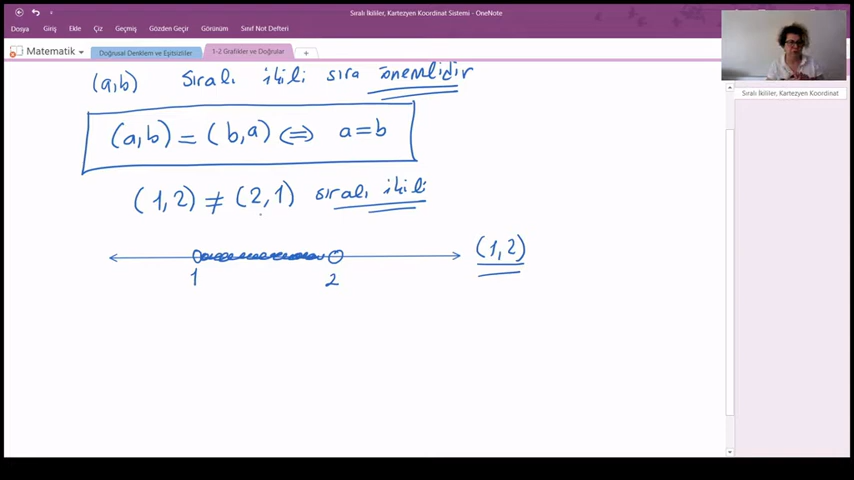 Sıralı İkililer, Kartezyen Koordinat Sistemi - OneNote
Dosya Giriş Ekle Çiz Geçmiş Gözden Geçir Görünüm Sınıf Not Defteri
Matematik Doğrusal Denklem ve Eşitsizliler 1-2 Grafikler ve Doğrular +
Sıralı İkililer, Kartezyen Koordinat
(a,b) Sıralı ikili sıra önemlidir
(a,b) = (b,a) ⇔ a=b
(1,2) ≠ (2,1) sıralı ikili
(1,2)
1 2